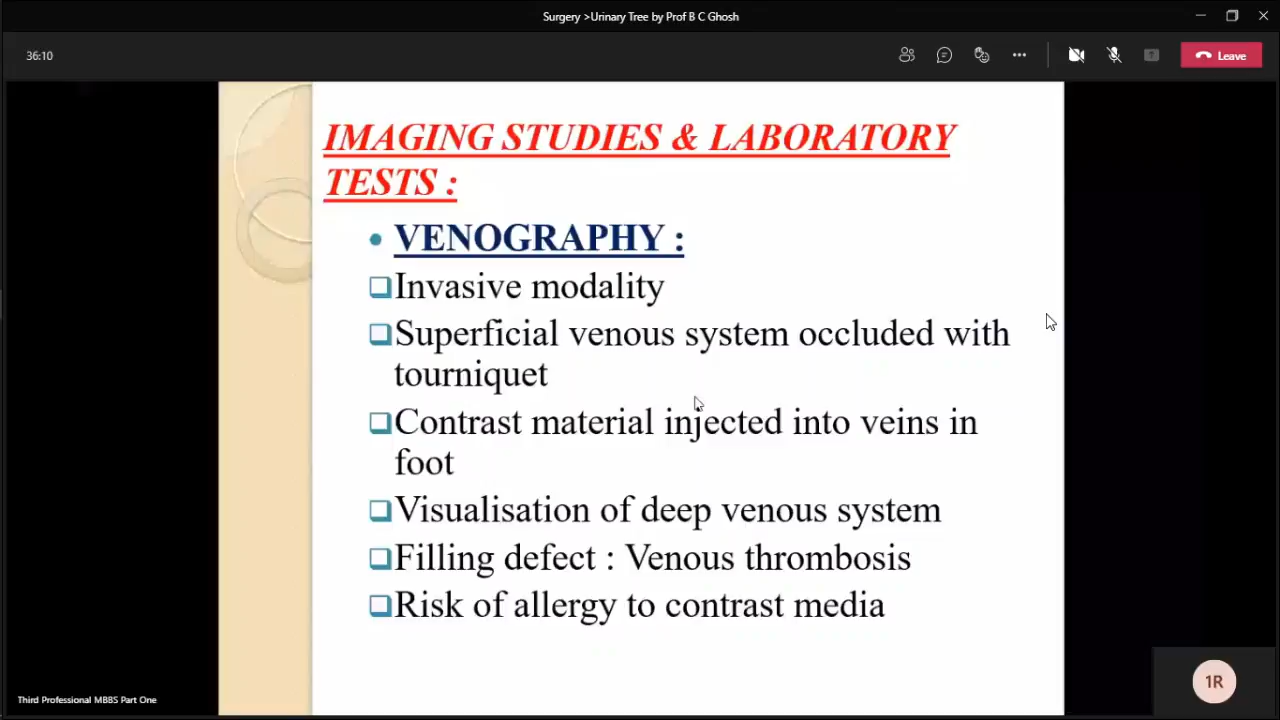 Surgery >Urinary Tree by Prof B C Ghosh
36:10
Leave
IMAGING STUDIES & LABORATORY
TESTS :
VENOGRAPHY :
Invasive modality
Superficial venous system occluded with
tourniquet
Contrast material injected into veins in
foot
Visualisation of deep venous system
Filling defect : Venous thrombosis
Risk of allergy to contrast media
Third Professional MBBS Part One
1R